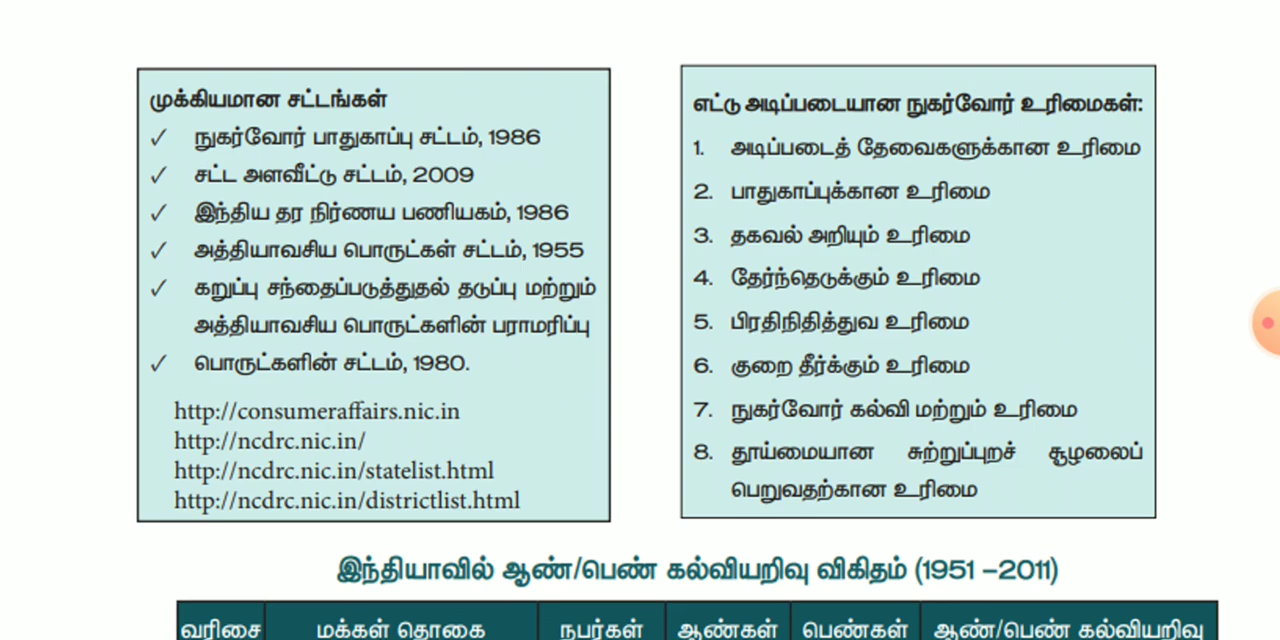 முக்கியமான சட்டங்கள்
✓ நுகர்வோர் பாதுகாப்பு சட்டம், 1986
✓ சட்ட அளவீட்டு சட்டம், 2009
✓ இந்திய தர நிர்ணய பணியகம், 1986
✓ அத்தியாவசிய பொருட்கள் சட்டம், 1955
✓ கறுப்பு சந்தைப்படுத்துதல் தடுப்பு மற்றும்
அத்தியாவசிய பொருட்களின் பராமரிப்பு
✓ பொருட்களின் சட்டம், 1980.
http://consumeraffairs.nic.in
http://ncdrc.nic.in/
http://ncdrc.nic.in/statelist.html
http://ncdrc.nic.in/districtlist.html
எட்டு அடிப்படையான நுகர்வோர் உரிமைகள்:
1. அடிப்படைத் தேவைகளுக்கான உரிமை
2. பாதுகாப்புக்கான உரிமை
3. தகவல் அறியும் உரிமை
4. தேர்ந்தெடுக்கும் உரிமை
5. பிரதிநிதித்துவ உரிமை
6. குறை தீர்க்கும் உரிமை
7. நுகர்வோர் கல்வி மற்றும் உரிமை
8. தூய்மையான சுற்றுப்புறச் சூழலைப்
பெறுவதற்கான உரிமை
இந்தியாவில் ஆண்/பெண் கல்வியறிவு விகிதம் (1951 –2011)
வரிசை மக்கள் தொகை நபர்கள் ஆண்கள் பெண்கள் ஆண்/பெண் கல்வியறிவு